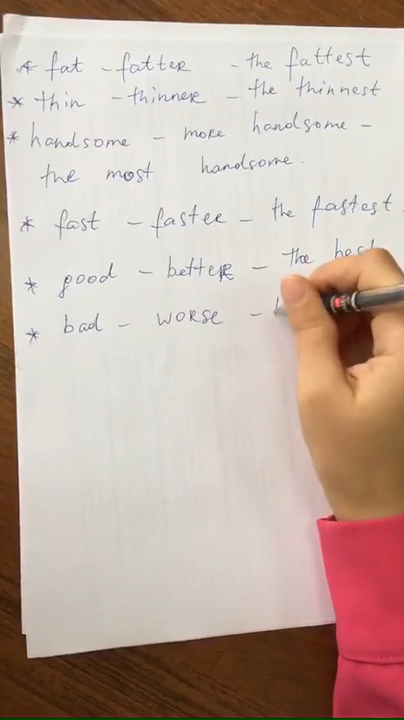 * fat - fatter - the fattest
* thin - thinner - the thinnest
* handsome - more handsome -
the most handsome.
* fast - faster - the fastest.
* good - better - the best
* bad - worse -